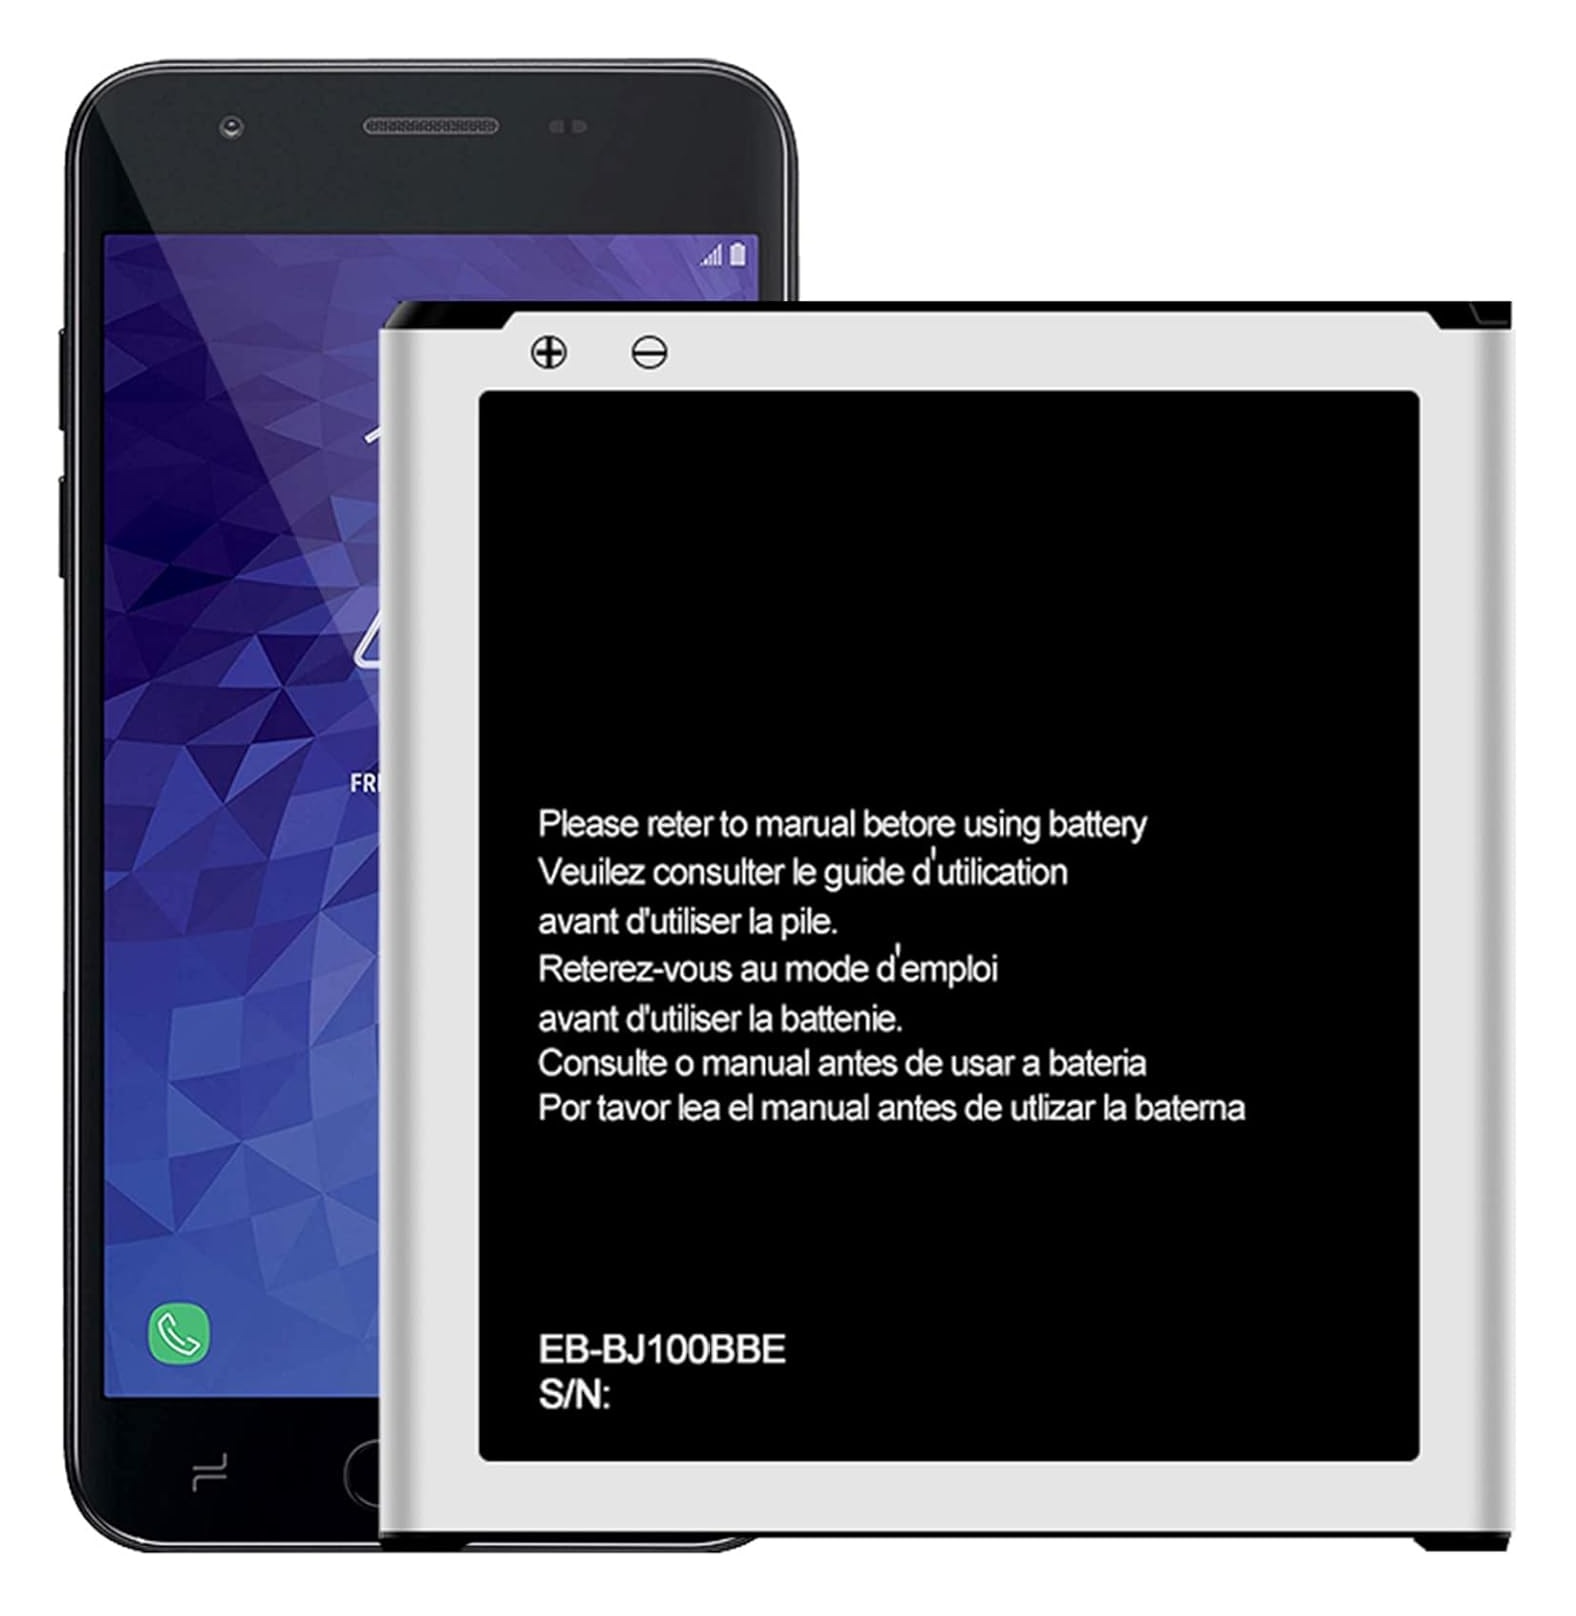 FRI
Please reter to marual betore using battery
Veuilez consulter le guide d'utilication
avant d'utiliser la pile.
Reterez-vous au mode d'emploi
avant d'utiliser la battenie.
Consulte o manual antes de usar a bateria
Por tavor lea el manual antes de utlizar la baterna
EB-BJ100BBE
S/N: